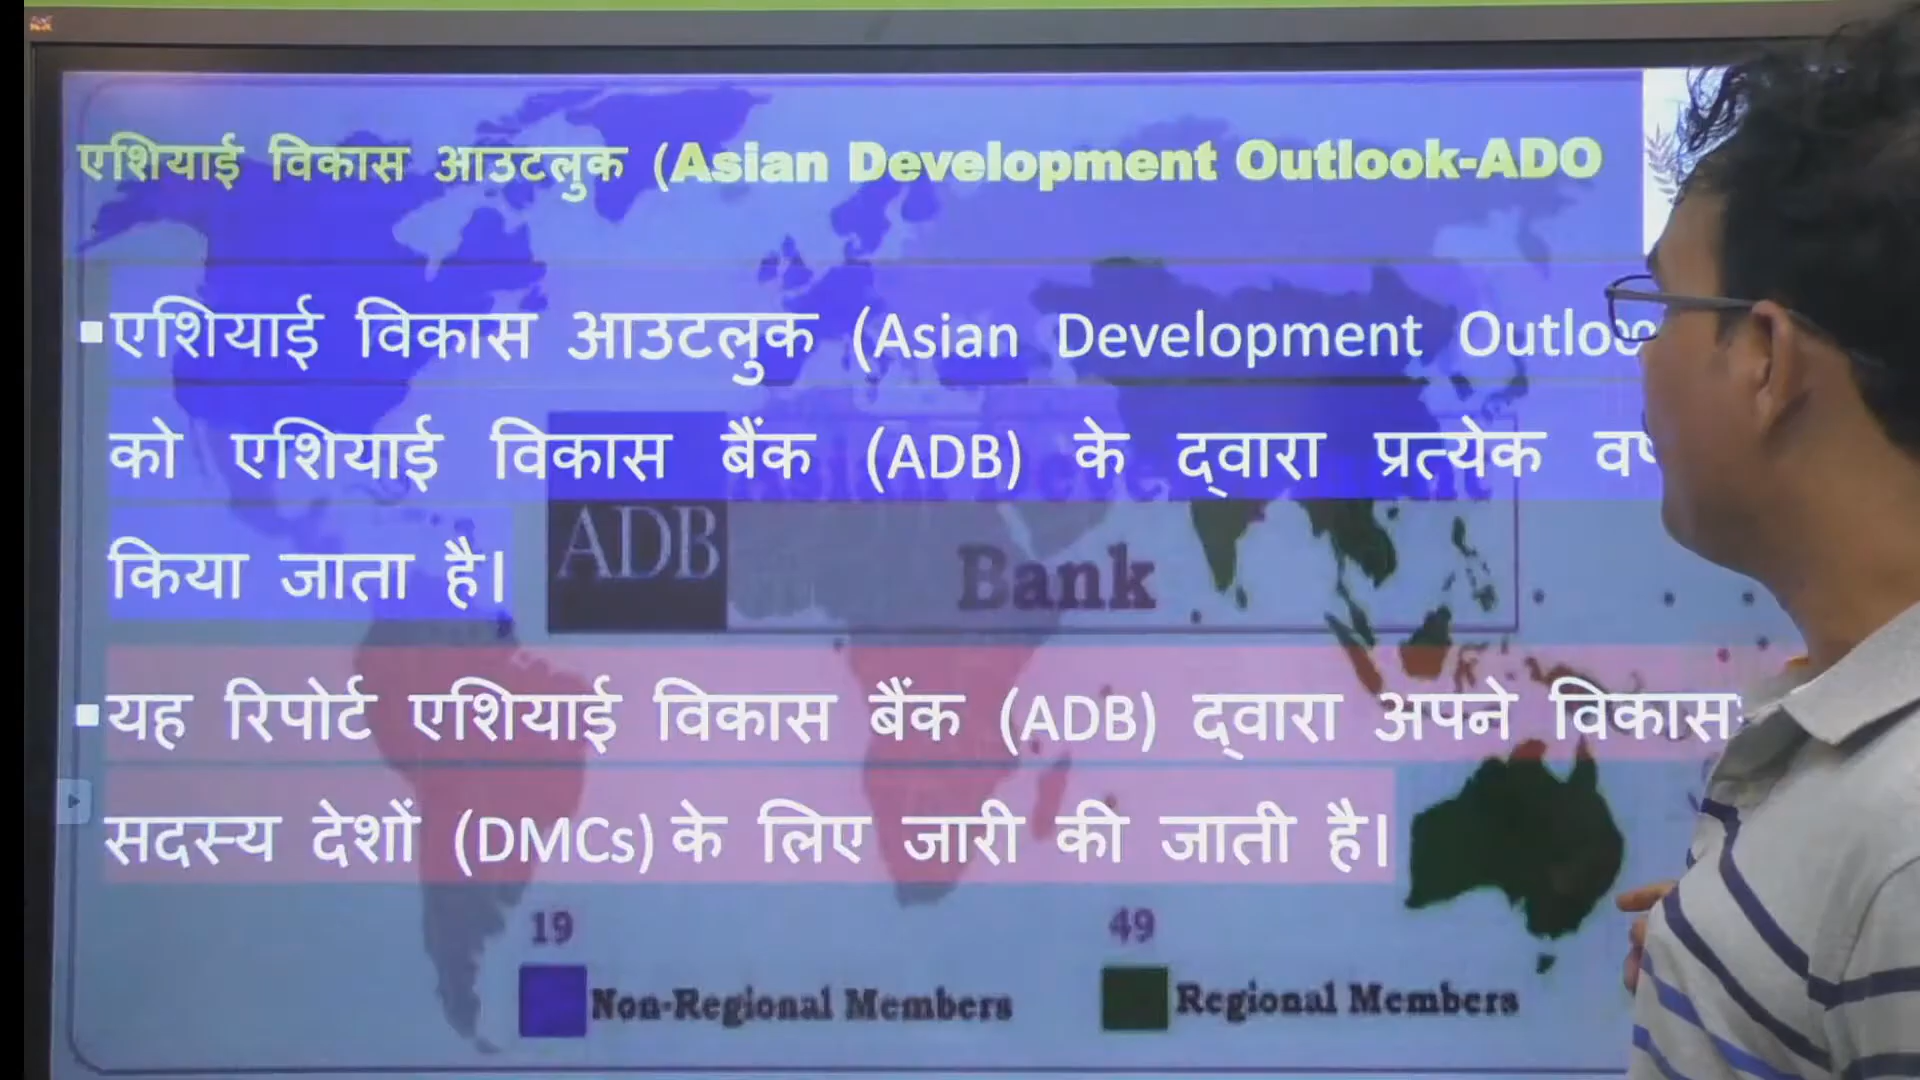 एशियाई विकास आउटलुक (Asian Development Outlook-ADO
▪एशियाई विकास आउटलुक (Asian Development
को एशियाई विकास बैंक (ADB) के द्वारा प्रत्येक
किया जाता है।
ADB
Bank
▪यह रिपोर्ट एशियाई विकास बैंक (ADB) द्वारा अपने
सदस्य देशों (DMCs) के लिए जारी की जाती है।
19 49
Non-Regional Members Regional Members